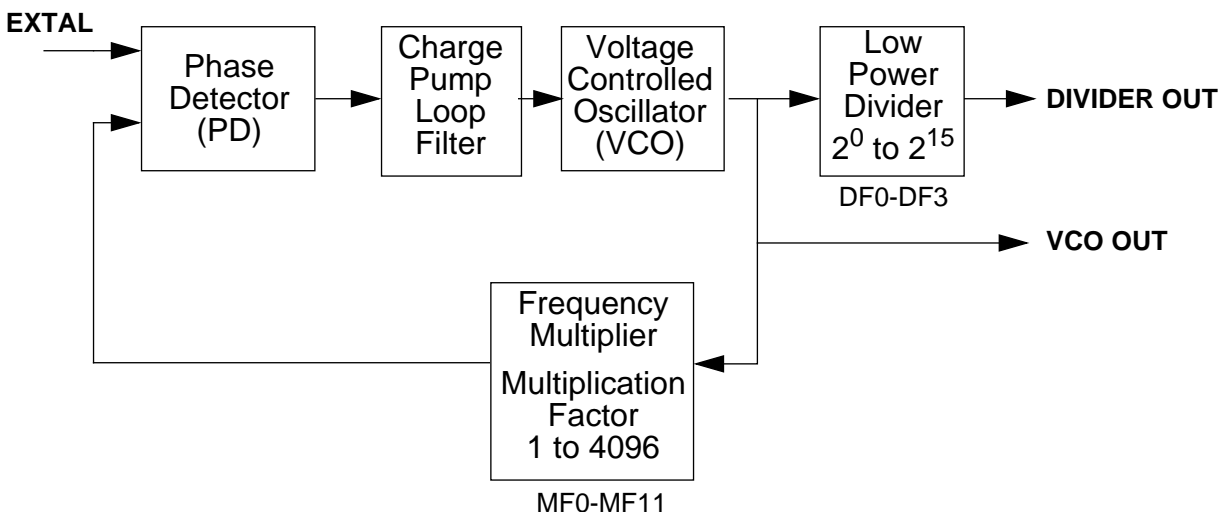 EXTAL
Phase
Detector
(PD)
Charge
Pump
Loop
Filter
Voltage
Controlled
Oscillator
(VCO)
Low
Power
Divider
2⁰ to 2¹⁵
DF0-DF3
DIVIDER OUT
VCO OUT
Frequency
Multiplier
Multiplication
Factor
1 to 4096
MF0-MF11